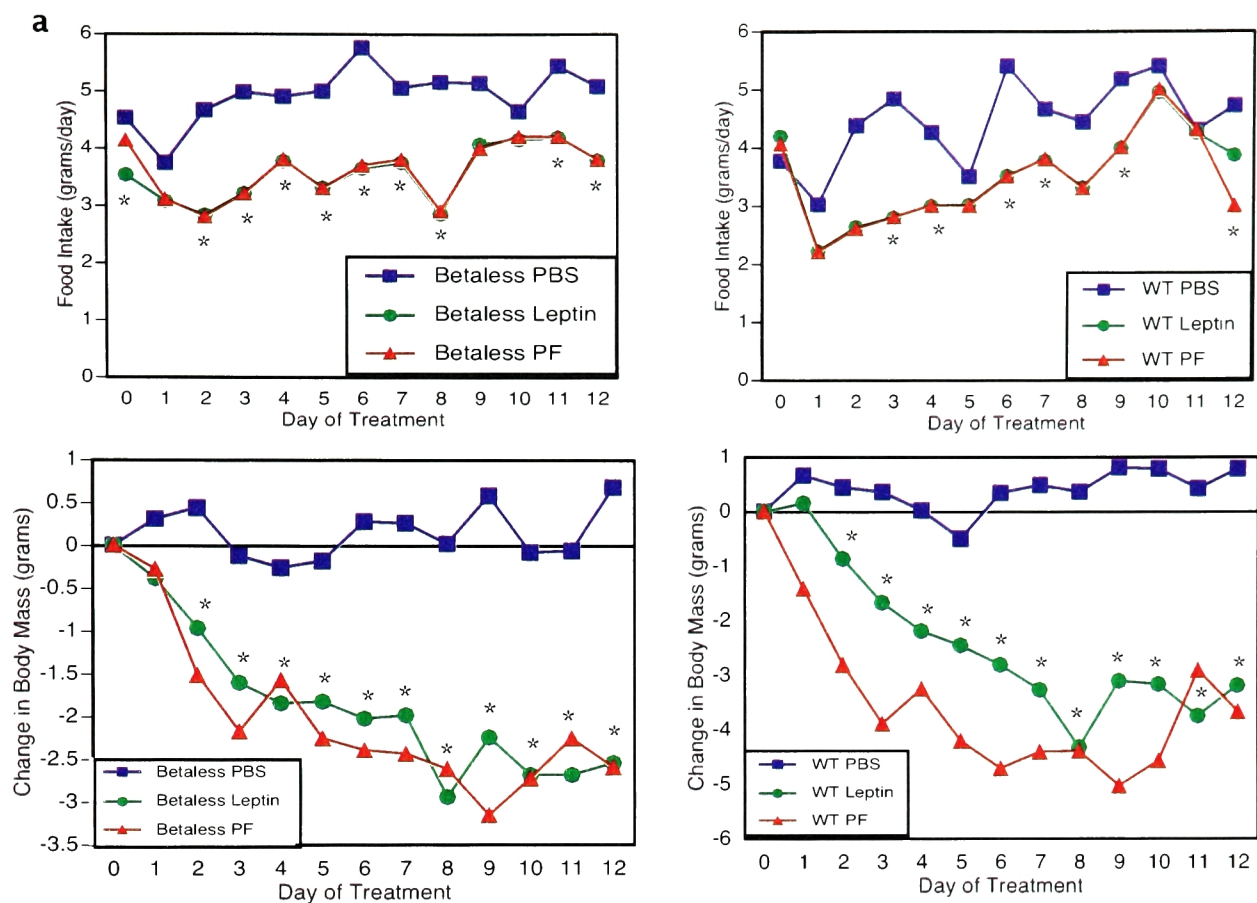 a
Food Intake (grams/day)
6
5
4
3
2
1
0
* * * * * * * * * *
Betaless PBS
Betaless Leptin
Betaless PF
0 1 2 3 4 5 6 7 8 9 10 11 12
Day of Treatment
Food Intake (grams/day)
6
5
4
3
2
1
0
* * * * * *
WT PBS
WT Leptin
WT PF
0 1 2 3 4 5 6 7 8 9 10 11 12
Day of Treatment
Change in Body Mass (grams)
1
0.5
0
-0.5
-1
-1.5
-2
-2.5
-3
-3.5
* * * * * * * * * * *
Betaless PBS
Betaless Leptin
Betaless PF
0 1 2 3 4 5 6 7 8 9 10 11 12
Day of Treatment
Change in Body Mass (grams)
1
0
-1
-2
-3
-4
-5
-6
* * * * * * * * * * *
WT PBS
WT Leptin
WT PF
0 1 2 3 4 5 6 7 8 9 10 11 12
Day of Treatment